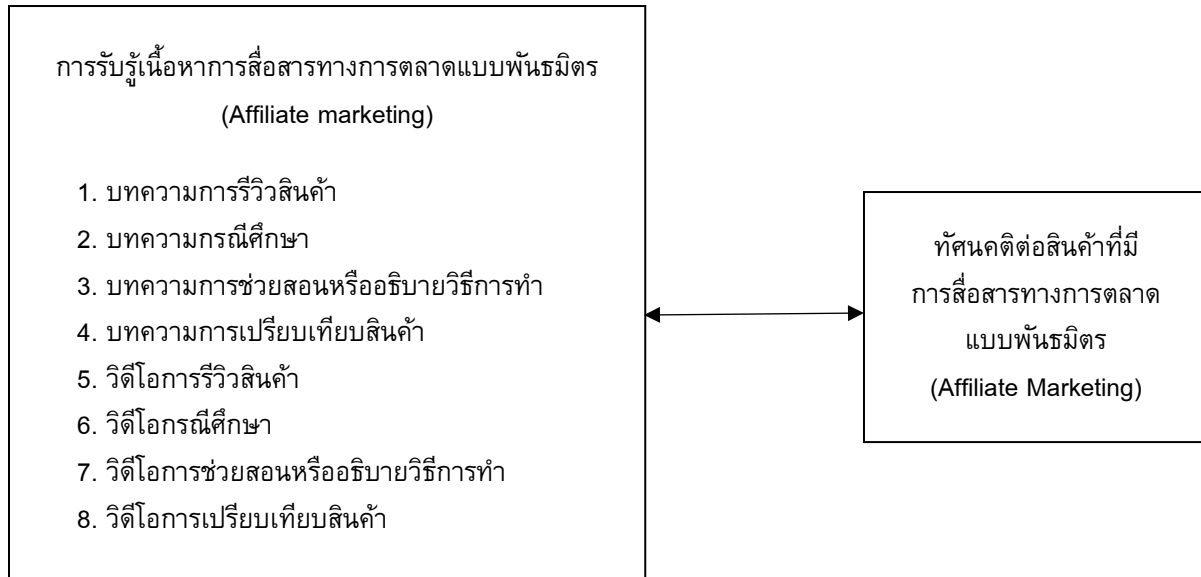 การรับรู้เนื้อหาการสื่อสารทางการตลาดแบบพันธมิตร
(Affiliate marketing)
1. บทความการรีวิวสินค้า
2. บทความกรณีศึกษา
3. บทความการช่วยสอนหรืออธิบายวิธีการทำ
4. บทความการเปรียบเทียบสินค้า
5. วิดีโอการรีวิวสินค้า
6. วิดีโอกรณีศึกษา
7. วิดีโอการช่วยสอนหรืออธิบายวิธีการทำ
8. วิดีโอการเปรียบเทียบสินค้า
ทัศนคติต่อสินค้าที่มี
การสื่อสารทางการตลาด
แบบพันธมิตร
(Affiliate Marketing)